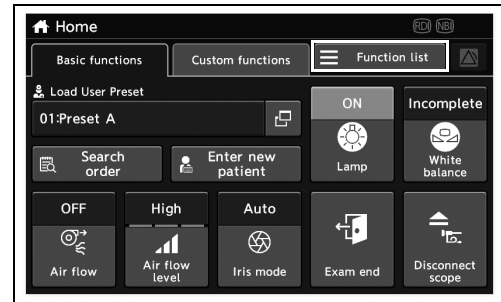 Home
RDI NBI
Basic functions
Custom functions
Function list
Load User Preset
01:Preset A
Search
order
Enter new
patient
ON
Lamp
Incomplete
White
balance
OFF
Air flow
High
Air flow
level
Auto
Iris mode
Exam end
Disconnect
scope